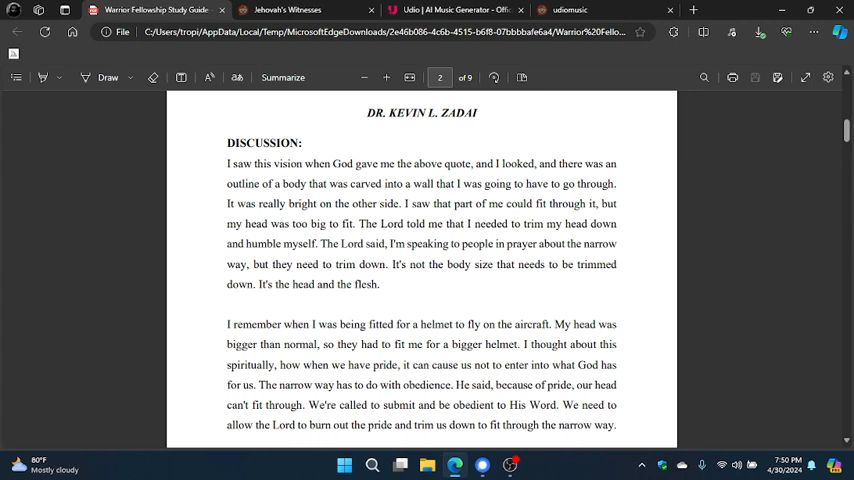 Warrior Fellowship Study Guide -
Jehovah's Witnesses
Udio | AI Music Generator - Offic
udiomusic
File
C:/Users/tropi/AppData/Local/Temp/MicrosoftEdgeDownloads/2e46b086-4c6b-4515-b6f8-07bbbbafe6a4/Warrior%20Fello...
Draw
Summarize
2 of 9
DR. KEVIN L. ZADAI
DISCUSSION:
I saw this vision when God gave me the above quote, and I looked, and there was an
outline of a body that was carved into a wall that I was going to have to go through.
It was really bright on the other side. I saw that part of me could fit through it, but
my head was too big to fit. The Lord told me that I needed to trim my head down
and humble myself. The Lord said, I'm speaking to people in prayer about the narrow
way, but they need to trim down. It's not the body size that needs to be trimmed
down. It's the head and the flesh.
I remember when I was being fitted for a helmet to fly on the aircraft. My head was
bigger than normal, so they had to fit me for a bigger helmet. I thought about this
spiritually, how when we have pride, it can cause us not to enter into what God has
for us. The narrow way has to do with obedience. He said, because of pride, our head
can't fit through. We're called to submit and be obedient to His Word. We need to
allow the Lord to burn out the pride and trim us down to fit through the narrow way.
80°F
Mostly cloudy
7:50 PM
4/30/2024